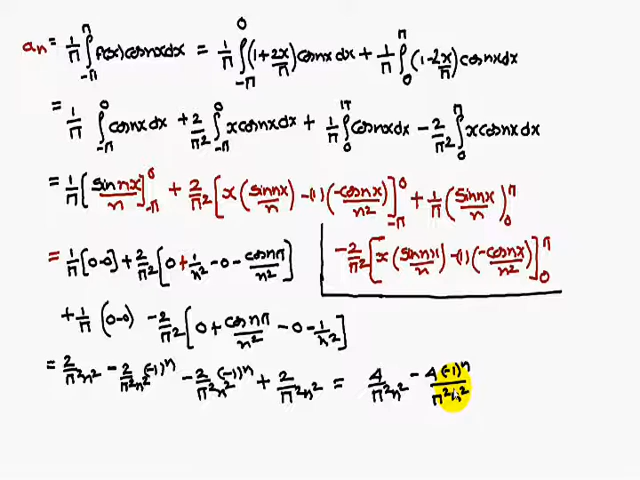 aₙ = 1/π ∫_{-π}^{π} f(x) cosnx dx = 1/π ∫_{-π}^{0} (1+2x/π) cosnx dx + 1/π ∫_{0}^{π} (1-2x/π) cosnx dx
= 1/π ∫_{-π}^{0} cosnx dx + 2/π² ∫_{-π}^{0} x cosnx dx + 1/π ∫_{0}^{π} cosnx dx - 2/π² ∫_{0}^{π} x cosnx dx
= 1/π [sin nx/n]_{-π}^{0} + 2/π² [x (sinnx/n) - (1) (-cosnx/n²)]_{-π}^{0} + 1/π (sinnx/n)_{0}^{π}
-2/π² [x (sinnx/n) - (1) (-cosnx/n²)]_{0}^{π}
= 1/π [0-0] + 2/π² [0 + 1/n² - 0 - cosnπ/n²]
+ 1/π (0-0) - 2/π² [0 + cosnπ/n² - 0 - 1/n²]
= 2/π²n² - 2/π²n² (-1)ⁿ - 2/π²n² (-1)ⁿ + 2/π²n² = 4/π²n² - 4(-1)ⁿ/π²n²